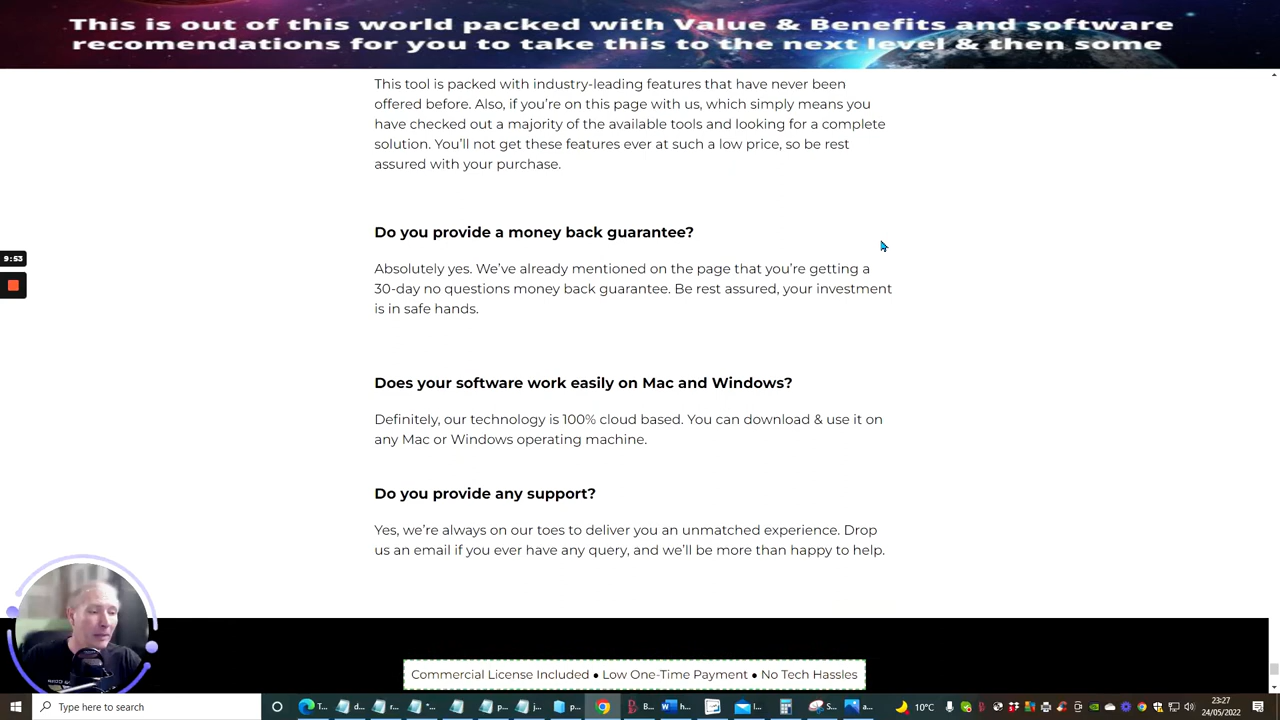 This is out of this world packed with Value & Benefits and software
recomendations for you to take this to the next level & then some
This tool is packed with industry-leading features that have never been
offered before. Also, if you're on this page with us, which simply means you
have checked out a majority of the available tools and looking for a complete
solution. You'll not get these features ever at such a low price, so be rest
assured with your purchase.
Do you provide a money back guarantee?
9:53
Absolutely yes. We've already mentioned on the page that you're getting a
30-day no questions money back guarantee. Be rest assured, your investment
is in safe hands.
Does your software work easily on Mac and Windows?
Definitely, our technology is 100% cloud based. You can download & use it on
any Mac or Windows operating machine.
Do you provide any support?
Yes, we're always on our toes to deliver you an unmatched experience. Drop
us an email if you ever have any query, and we'll be more than happy to help.
Commercial License Included ● Low One-Time Payment ● No Tech Hassles
Type here to search
T...
d...
r...
"...
p...
j...
p...
B...
h...
I...
S...
a...
10°C
23:27
24/05/2022